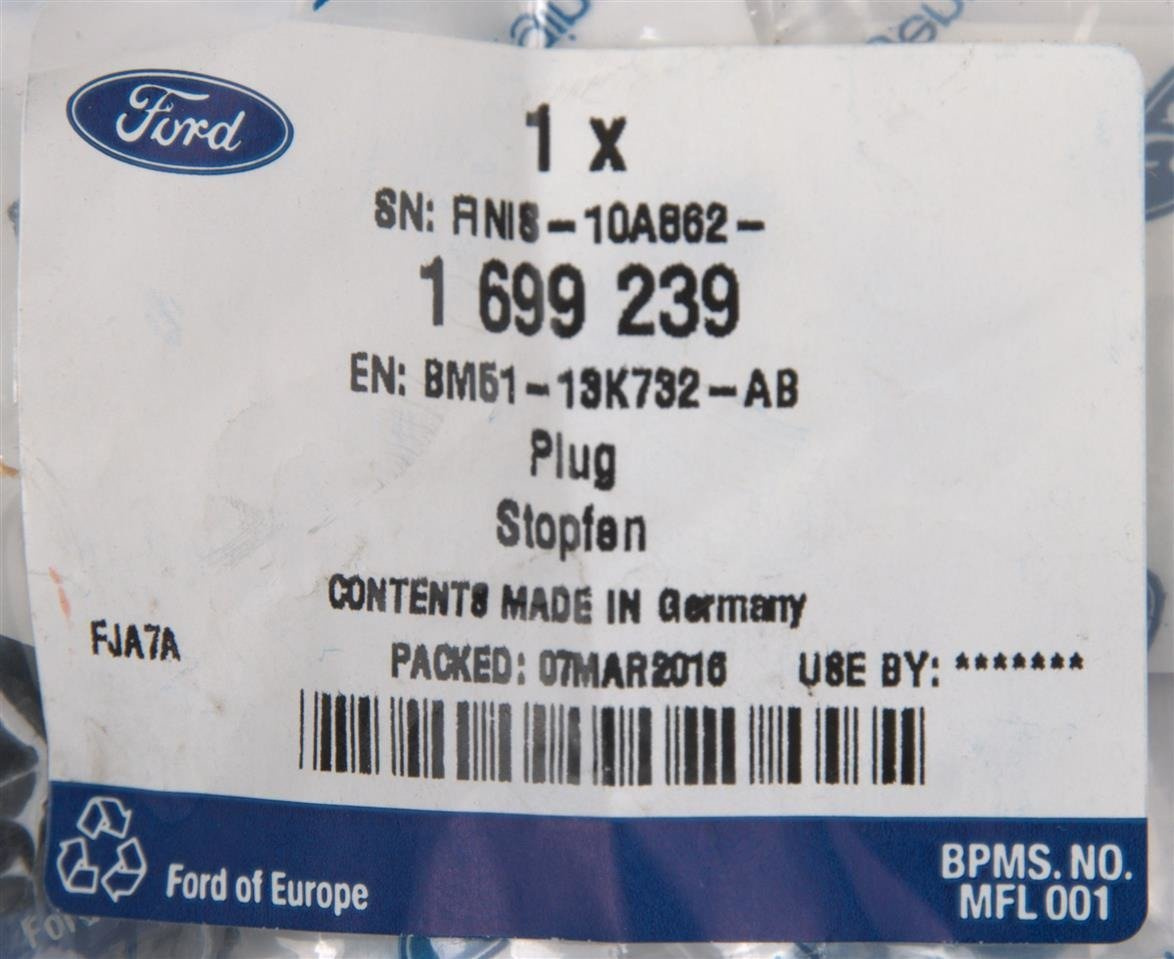 Ford
1 x
SN: FINIS-10A862-
1 699 239
EN: BM51-13K732-AB
Plug
Stopfen
CONTENTS MADE IN Germany
FJA7A
PACKED: 07MAR2016 USE BY: *******
Ford of Europe
BPMS. NO.
MFL 001